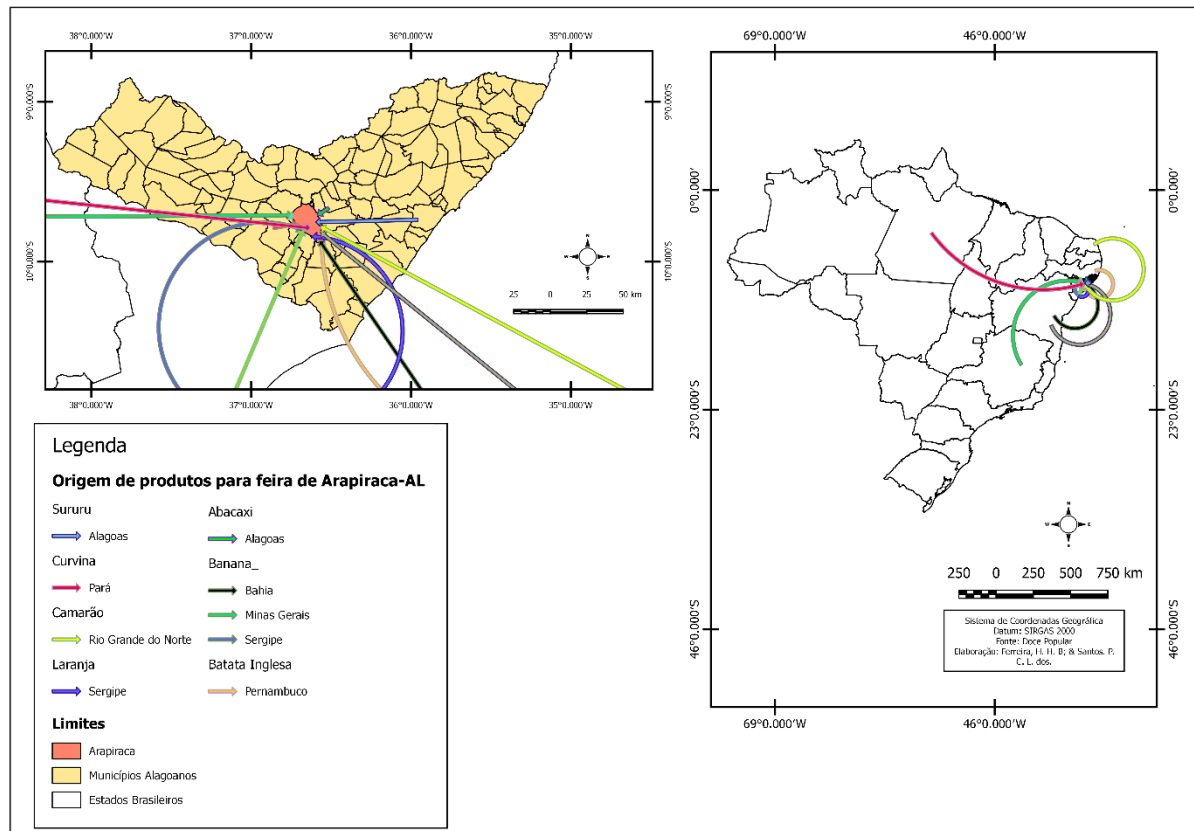 38°0.000'W 37°0.000'W 36°0.000'W 35°0.000'W
9°0.000'S 9°0.000'S
10°0.000'S 10°0.000'S
N
W E
S
25 0 25 50 km
38°0.000'W 37°0.000'W 36°0.000'W 35°0.000'W
69°0.000'W 46°0.000'W
0°0.000' 0°0.000'
23°0.000'S 23°0.000'S
46°0.000'S 46°0.000'S
N
W E
S
250 0 250 500 750 km
Sistema de Coordenadas Geográfica
Datum: SIRGAS 2000
Fonte: Doce Popular
Elaboração: Ferreira, H. H. B; & Santos. P.
C. L. dos.
69°0.000'W 46°0.000'W
Legenda
Origem de produtos para feira de Arapiraca-AL
Sururu
Alagoas
Curvina
Pará
Camarão
Rio Grande do Norte
Laranja
Sergipe
Abacaxi
Alagoas
Banana_
Bahia
Minas Gerais
Sergipe
Batata Inglesa
Pernambuco
Limites
Arapiraca
Municípios Alagoanos
Estados Brasileiros